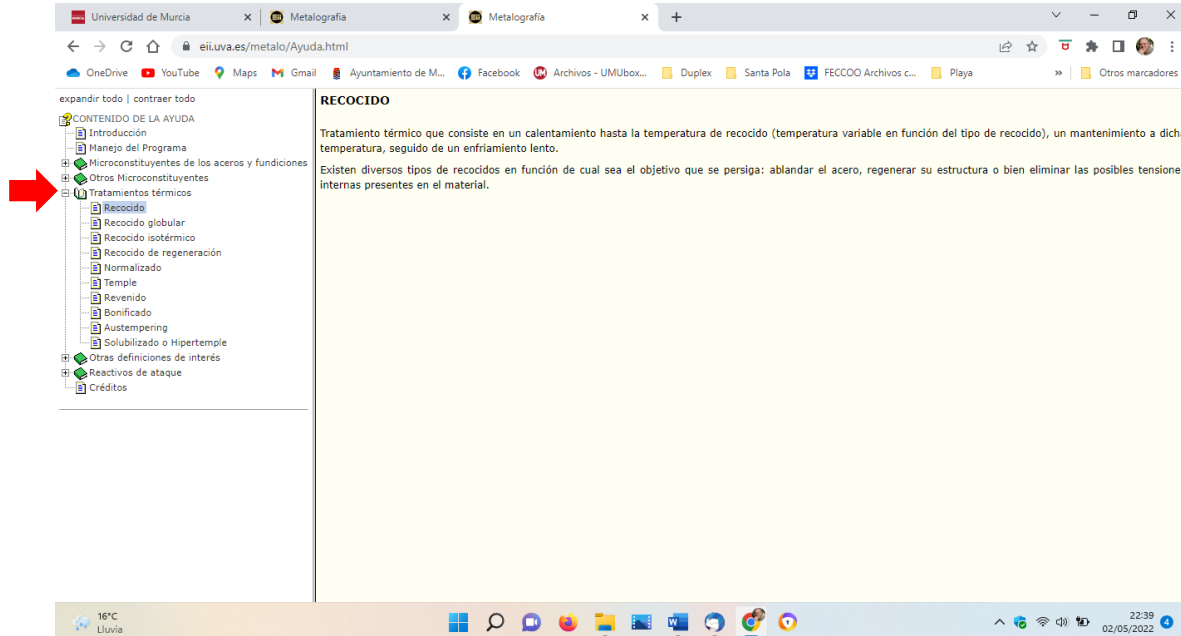 Universidad de Murcia
Metalografia
Metalografía
eii.uva.es/metalo/Ayuda.html
OneDrive YouTube Maps Gmail Ayuntamiento de M... Facebook Archivos - UMUbox... Duplex Santa Pola FECCOO Archivos c... Playa » Otros marcadores
expandir todo | contraer todo
CONTENIDO DE LA AYUDA
Introducción
Manejo del Programa
Microconstituyentes de los aceros y fundiciones
Otros Microconstituyentes
Tratamientos térmicos
Recocido
Recocido globular
Recocido isotérmico
Recocido de regeneración
Normalizado
Temple
Revenido
Bonificado
Austempering
Solubilizado o Hipertemple
Otras definiciones de interés
Reactivos de ataque
Créditos
RECOCIDO
Tratamiento térmico que consiste en un calentamiento hasta la temperatura de recocido (temperatura variable en función del tipo de recocido), un mantenimiento a dicha
temperatura, seguido de un enfriamiento lento.
Existen diversos tipos de recocidos en función de cual sea el objetivo que se persiga: ablandar el acero, regenerar su estructura o bien eliminar las posibles tensione
internas presentes en el material.
16°C
Lluvia
22:39
02/05/2022
4